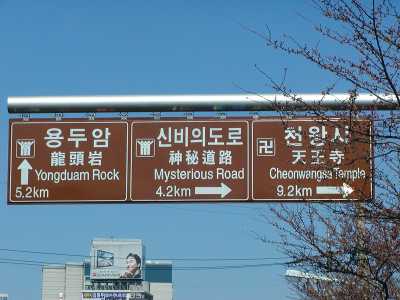 용두암
龍頭岩
Yongduam Rock
5.2km
신비의도로
神秘道路
Mysterious Road
4.2km
천왕사
天王寺
Cheonwangsa Temple
9.2km